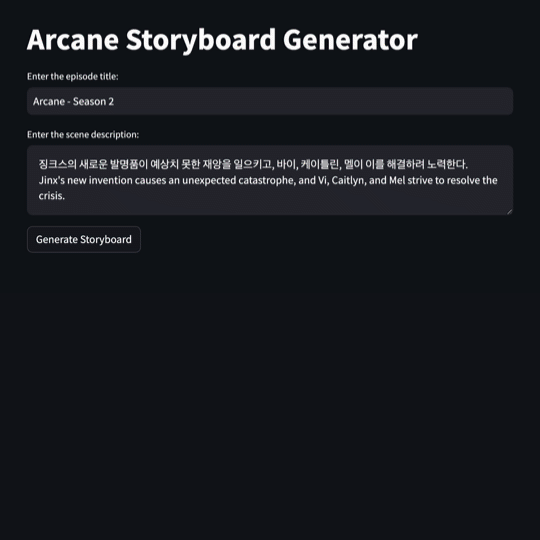 Arcane Storyboard Generator
Enter the episode title:
Arcane - Season 2
Enter the scene description:
징크스의 새로운 발명품이 예상치 못한 재앙을 일으키고, 바이, 케이틀린, 멜이 이를 해결하려 노력한다.
Jinx's new invention causes an unexpected catastrophe, and Vi, Caitlyn, and Mel strive to resolve the
crisis.
Generate Storyboard